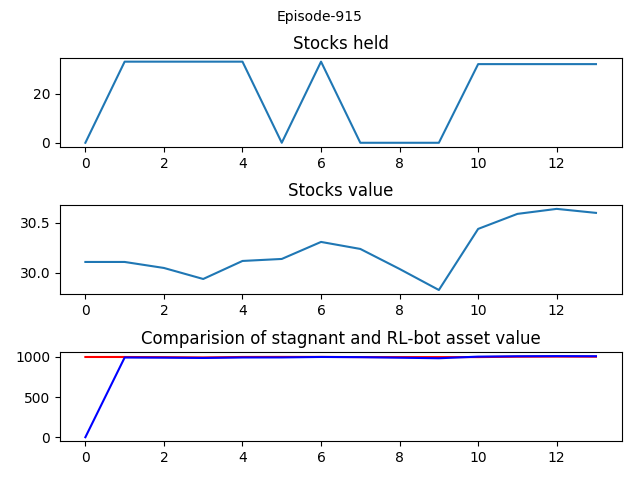 Episode-915
Stocks held
20
0
0 2 4 6 8 10 12
Stocks value
30.5
30.0
0 2 4 6 8 10 12
Comparision of stagnant and RL-bot asset value
1000
500
0
0 2 4 6 8 10 12